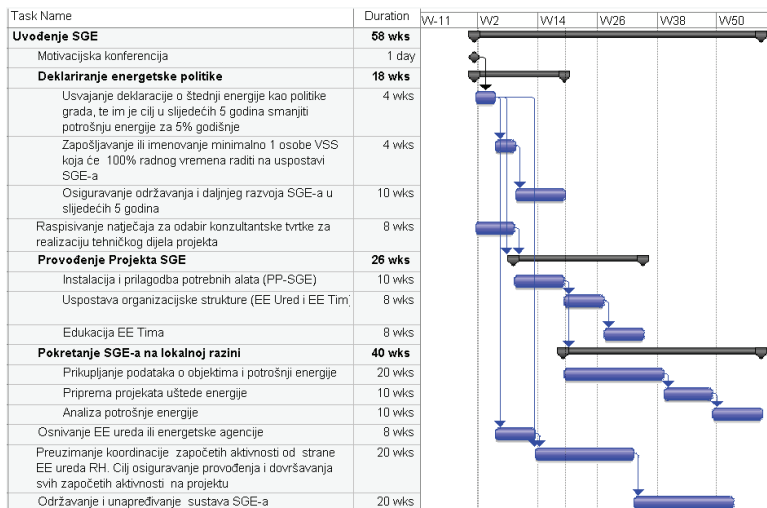 Task Name Duration W-11 W2 W14 W26 W38 W50
Uvođenje SGE 58 wks
Motivacijska konferencija 1 day
Deklariranje energetske politike 18 wks
Usvajanje deklaracije o štednji energije kao politike 4 wks
grada, te im je cilj u slijedećih 5 godina smanjiti
potrošnju energije za 5% godišnje
Zapošljavanje ili imenovanje minimalno 1 osobe VSS 4 wks
koja će 100% radnog vremena raditi na uspostavi
SGE-a
Osiguravanje održavanja i daljnjeg razvoja SGE-a u 10 wks
slijedećih 5 godina
Raspisivanje natječaja za odabir konzultantske tvrtke za 8 wks
realizaciju tehničkog dijela projekta
Provođenje Projekta SGE 26 wks
Instalacija i prilagodba potrebnih alata (PP-SGE) 10 wks
Uspostava organizacijske strukture (EE Ured i EE Tim 8 wks
Edukacija EE Tima 8 wks
Pokretanje SGE-a na lokalnoj razini 40 wks
Prikupljanje podataka o objektima i potrošnji energije 20 wks
Priprema projekata uštede energije 10 wks
Analiza potrošnje energije 10 wks
Osnivanje EE ureda ili energetske agencije 8 wks
Preuzimanje koordinacije započetih aktivnosti od strane 20 wks
EE ureda RH. Cilj osiguravanje provođenja i dovršavanja
svih započetih aktivnosti na projektu
Održavanje i unapređivanje sustava SGE-a 20 wks